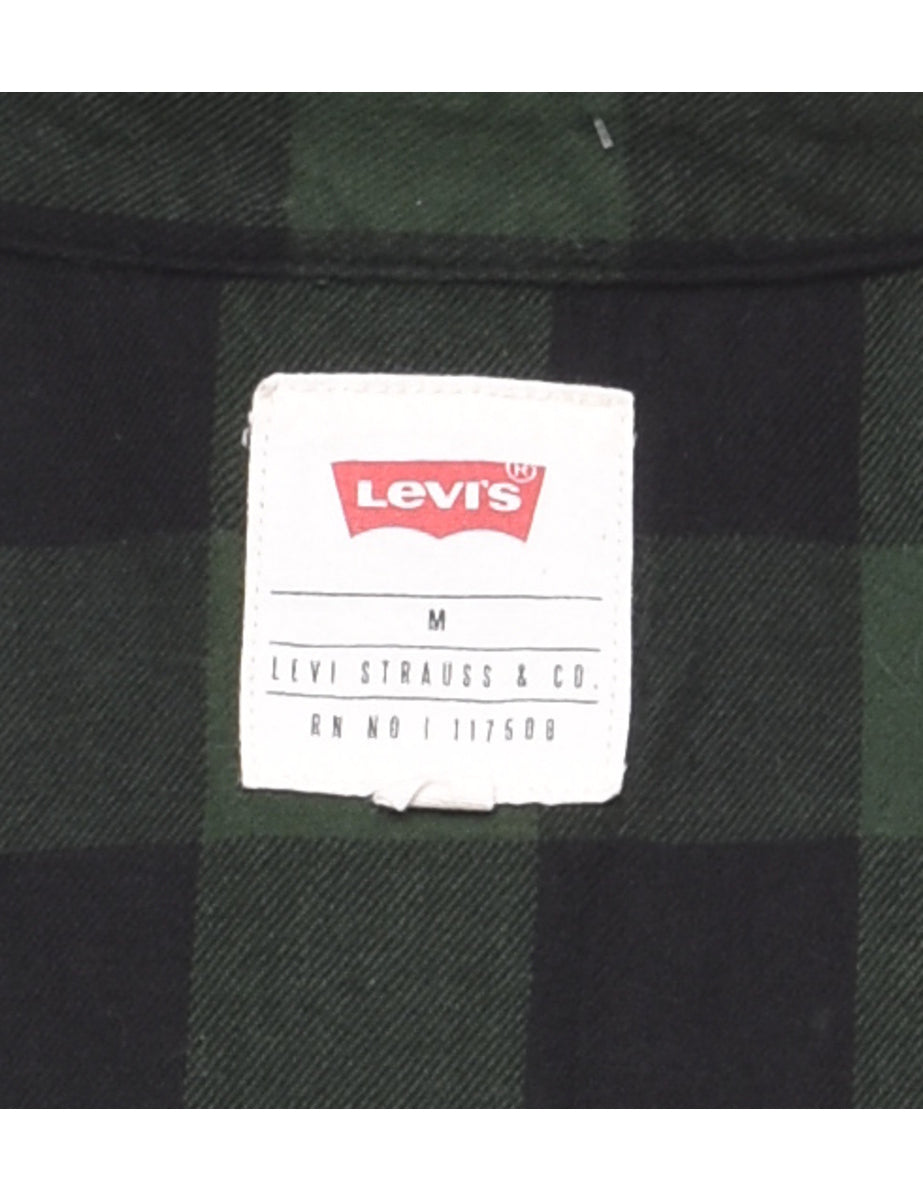 Levi's®
M
LEVI STRAUSS & CO.
RN NO | 117508